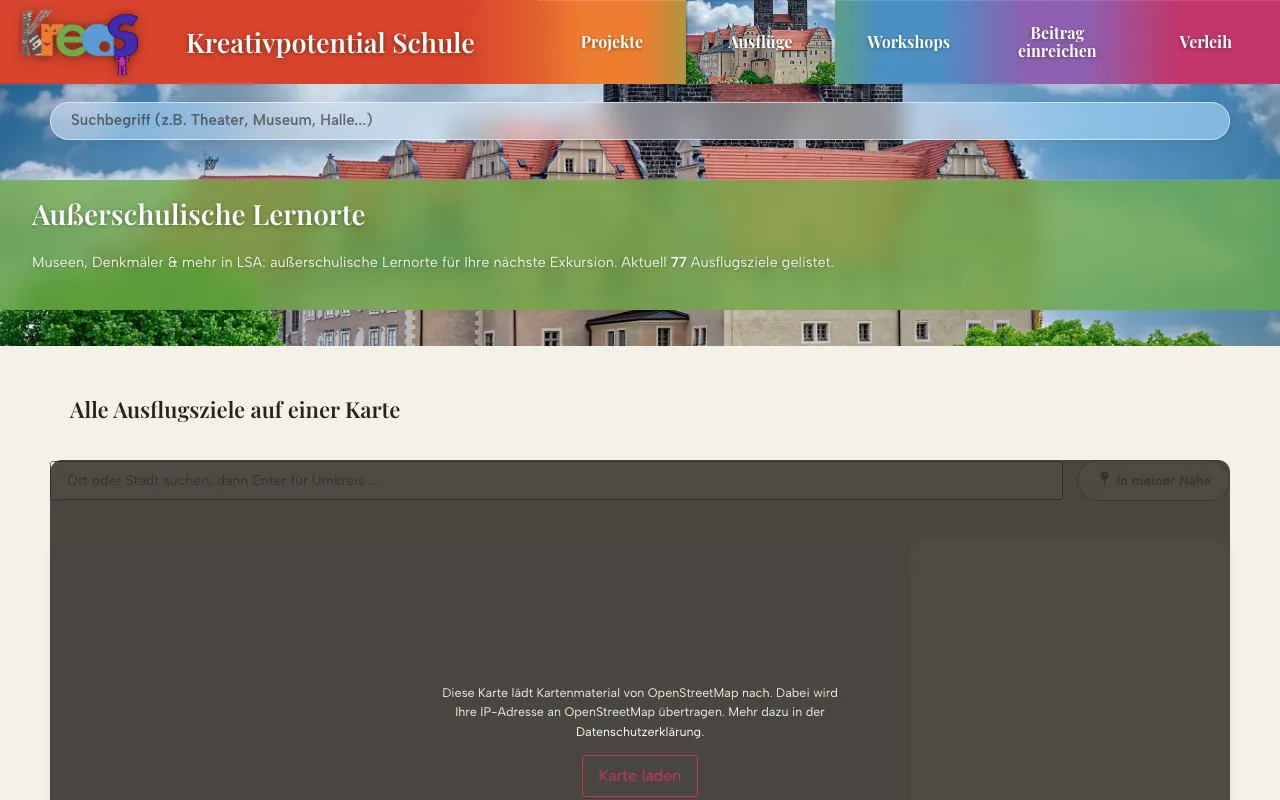 KreaS
Kreativpotential Schule
Projekte
Ausflüge
Workshops
Beitrag
einreichen
Verleih
Suchbegriff (z.B. Theater, Museum, Halle...)
Außerschulische Lernorte
Museen, Denkmäler & mehr in LSA: außerschulische Lernorte für Ihre nächste Exkursion. Aktuell 77 Ausflugsziele gelistet.
Alle Ausflugsziele auf einer Karte
Ort oder Stadt suchen, dann Enter für Umkreis ...
📍 In meiner Nähe
Diese Karte lädt Kartenmaterial von OpenStreetMap nach. Dabei wird
Ihre IP-Adresse an OpenStreetMap übertragen. Mehr dazu in der
Datenschutzerklärung.
Karte laden